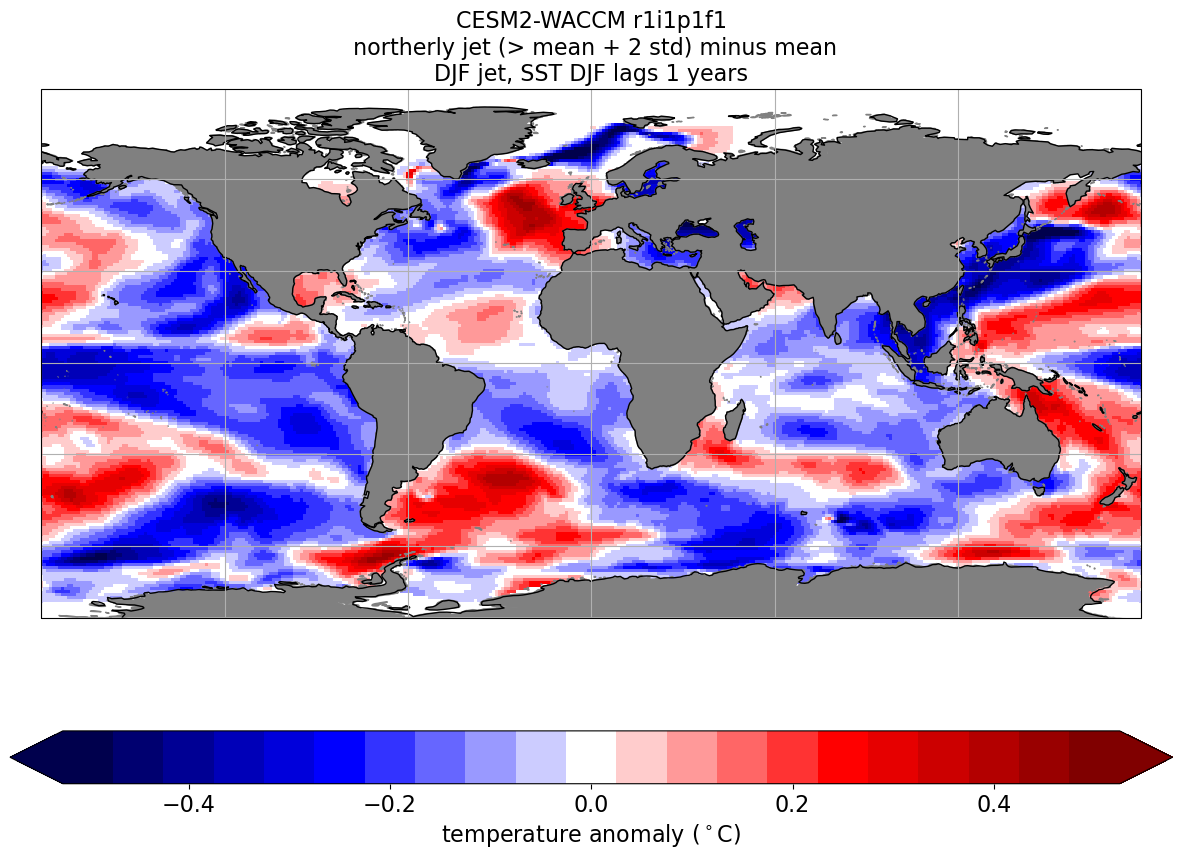 CESM2-WACCM r1i1p1f1
northerly jet (> mean + 2 std) minus mean
DJF jet, SST DJF lags 1 years
−0.4 −0.2 0.0 0.2 0.4
temperature anomaly (°C)